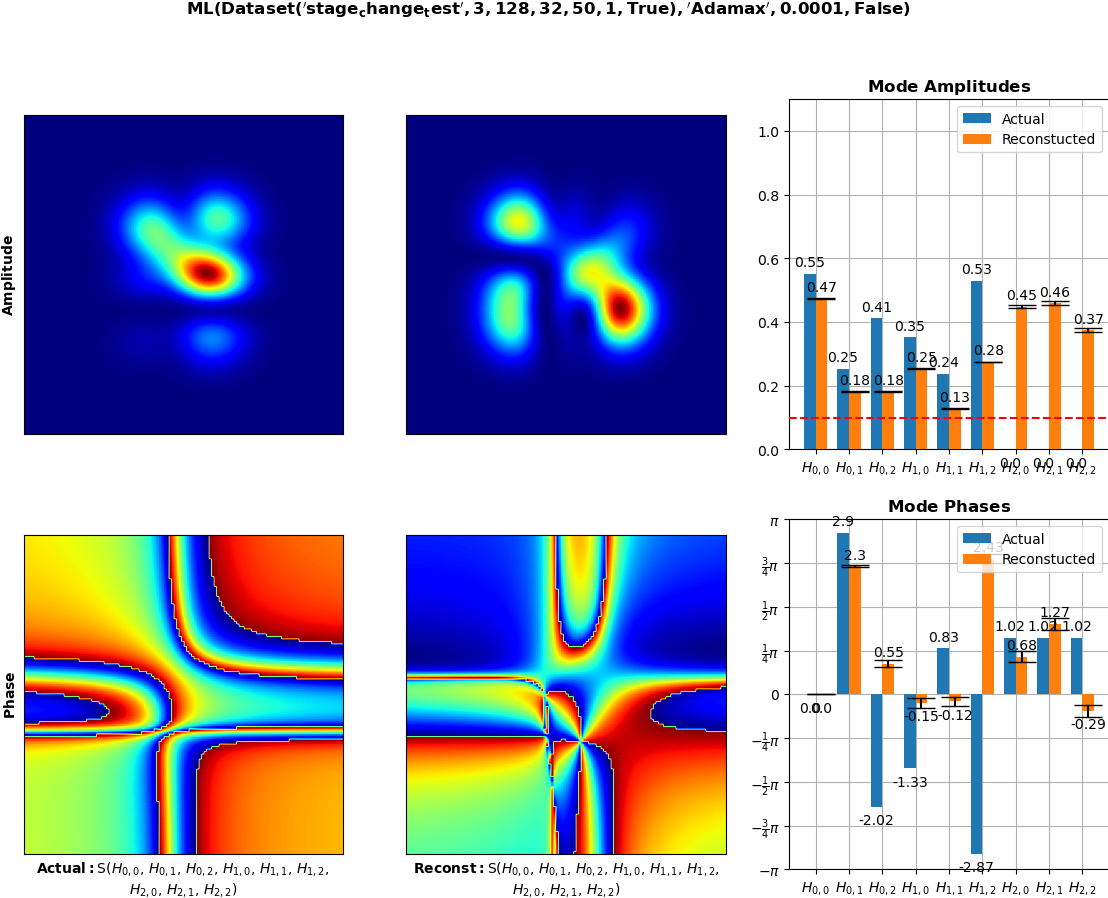 ML(Dataset('stage_change_test', 3, 128, 32, 50, 1, True), 'Adamax', 0.0001, False)
Amplitude
Mode Amplitudes
Actual
Reconstucted
1.0
0.8
0.6
0.4
0.2
0.0
0.55
0.47
0.25
0.18
0.41
0.18
0.35
0.25
0.24
0.13
0.53
0.28
0.45
0.46
0.37
0.0
0.0
0.0
H0,0 H0,1 H0,2 H1,0 H1,1 H1,2 H2,0 H2,1 H2,2
Phase
Actual: S(H0,0, H0,1, H0,2, H1,0, H1,1, H1,2,
H2,0, H2,1, H2,2)
Reconst: S(H0,0, H0,1, H0,2, H1,0, H1,1, H1,2,
H2,0, H2,1, H2,2)
Mode Phases
Actual
Reconstucted
π
3/4π
1/2π
1/4π
0
−1/4π
−1/2π
−3/4π
−π
0.0
0.0
2.9
2.3
-2.02
0.55
-1.33
-0.15
0.83
-0.12
-2.87
2.43
1.02
0.68
1.02
1.27
1.02
-0.29
H0,0 H0,1 H0,2 H1,0 H1,1 H1,2 H2,0 H2,1 H2,2